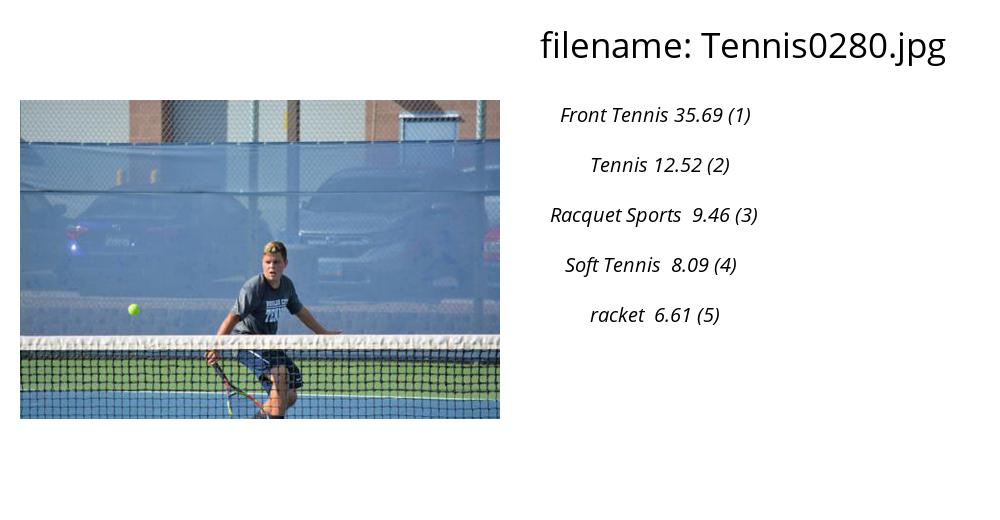 filename: Tennis0280.jpg
Front Tennis 35.69 (1)
Tennis 12.52 (2)
Racquet Sports 9.46 (3)
Soft Tennis 8.09 (4)
racket 6.61 (5)